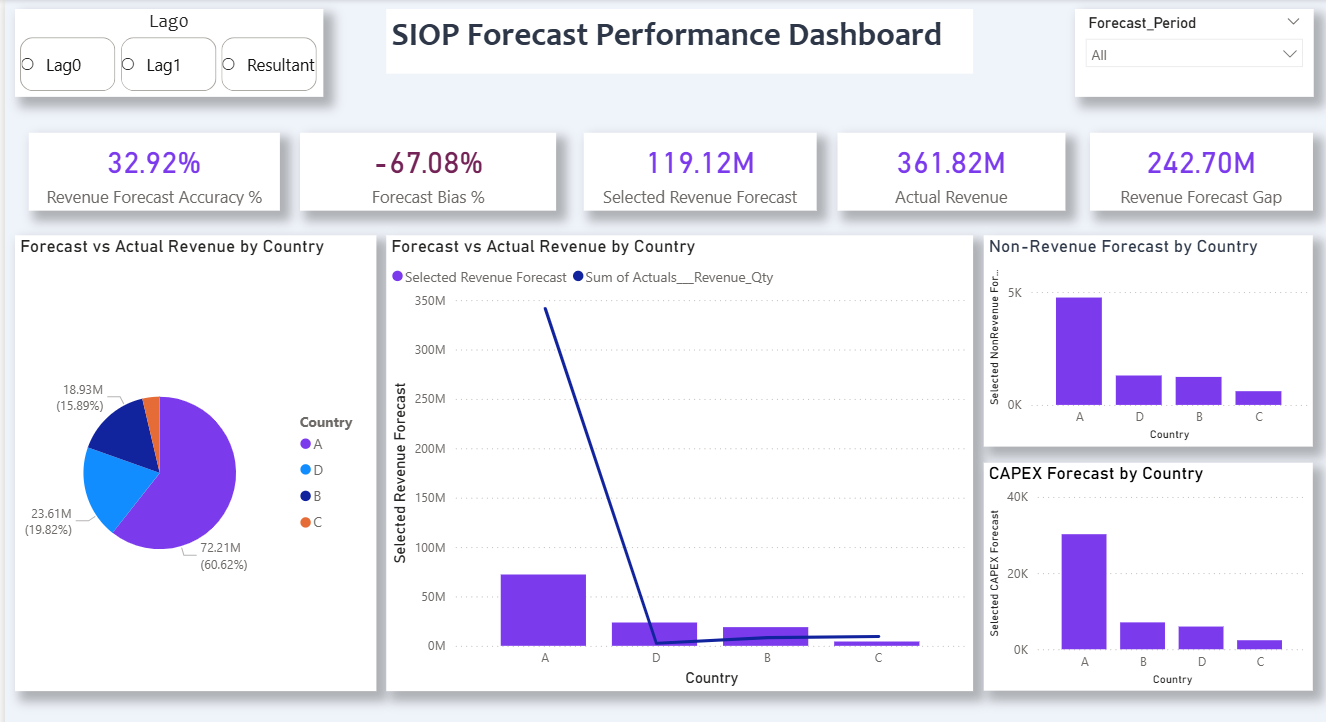 Lago
Lag0
Lag1
Resultant
SIOP Forecast Performance Dashboard
Forecast_Period
All
32.92%
Revenue Forecast Accuracy %
-67.08%
Forecast Bias %
119.12M
Selected Revenue Forecast
361.82M
Actual Revenue
242.70M
Revenue Forecast Gap
Forecast vs Actual Revenue by Country
18.93M
(15.89%)
23.61M
(19.82%)
72.21M
(60.62%)
Country
A
D
B
C
Forecast vs Actual Revenue by Country
Selected Revenue Forecast
Sum of Actuals___Revenue_Qty
Selected Revenue Forecast
350M
300M
250M
200M
150M
100M
50M
0M
A
D
B
C
Country
Non-Revenue Forecast by Country
Selected NonRevenue For...
5K
0K
A
D
B
C
Country
CAPEX Forecast by Country
Selected CAPEX Forecast
40K
20K
0K
A
B
D
C
Country